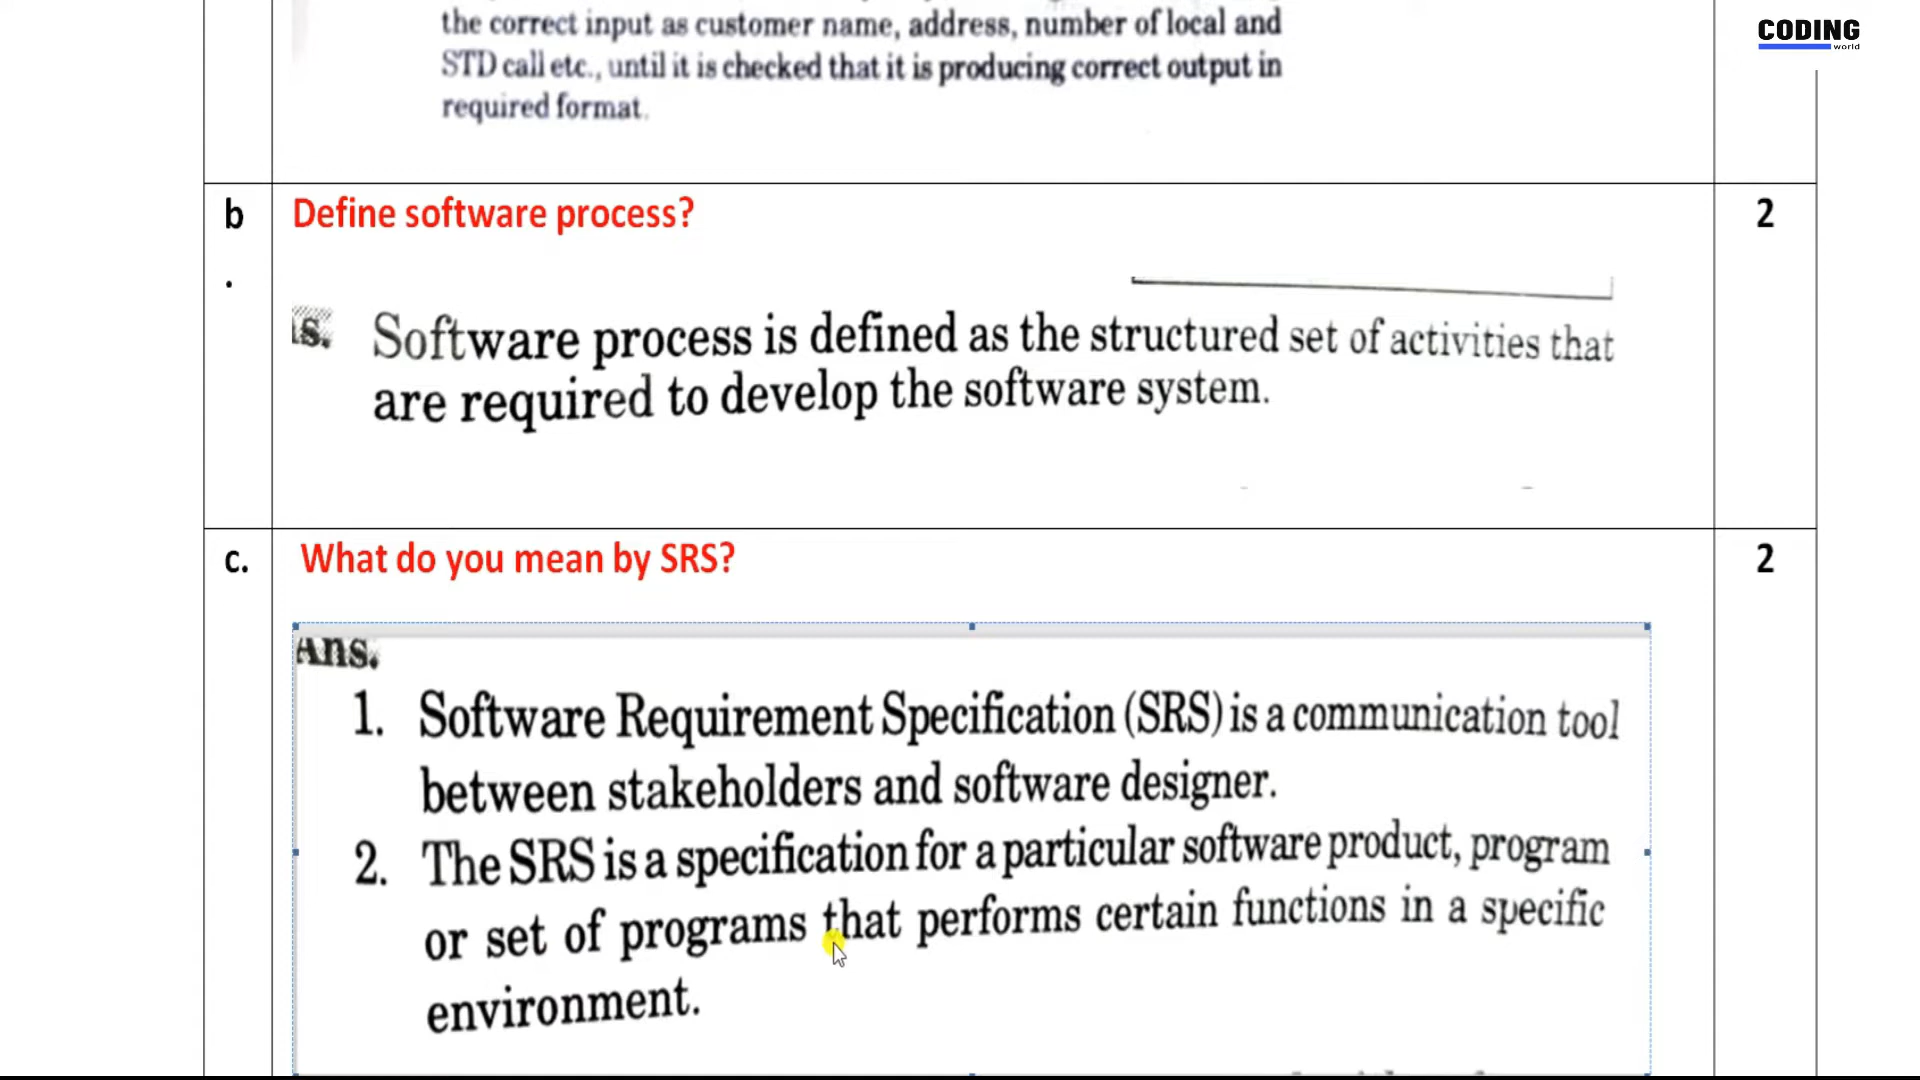 the correct input as customer name, address, number of local and
STD call etc., until it is checked that it is producing correct output in
required format.
CODING
world
b Define software process? 2
.
s. Software process is defined as the structured set of activities that
are required to develop the software system.
c. What do you mean by SRS? 2
Ans.
1. Software Requirement Specification (SRS) is a communication tool
between stakeholders and software designer.
2. The SRS is a specification for a particular software product, program
or set of programs that performs certain functions in a specific
environment.